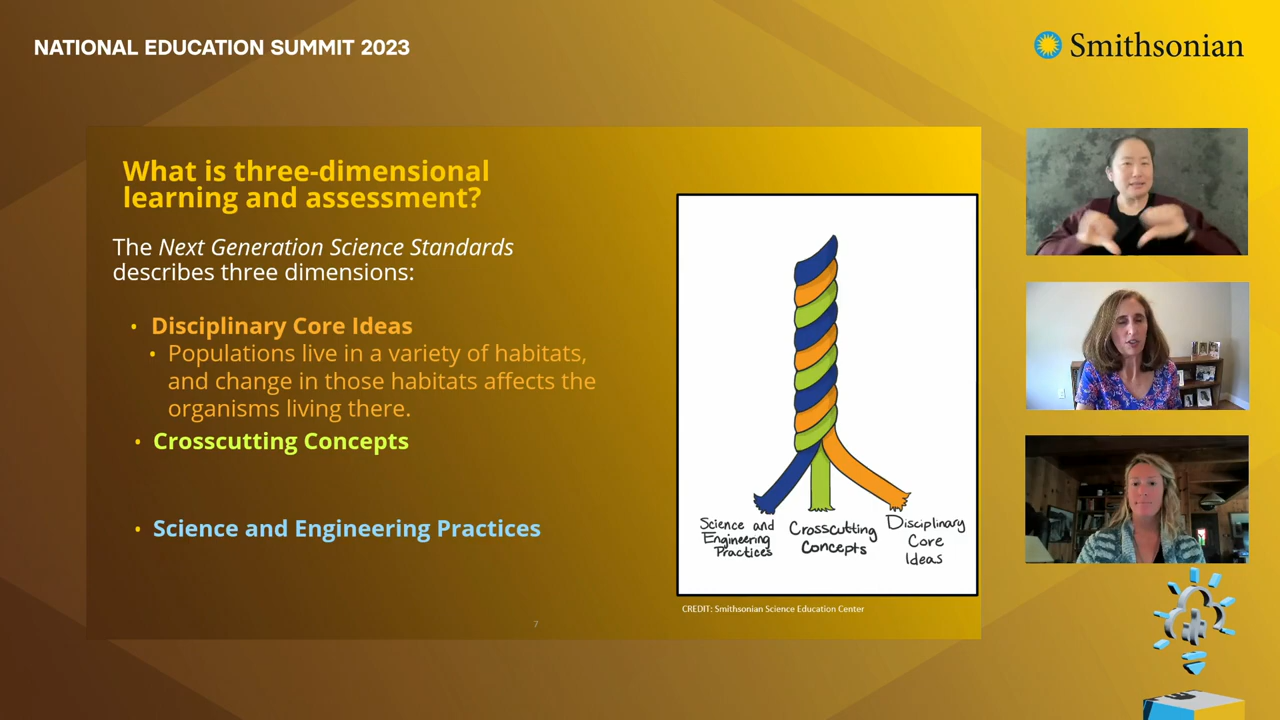 NATIONAL EDUCATION SUMMIT 2023
Smithsonian
What is three-dimensional
learning and assessment?
The Next Generation Science Standards
describes three dimensions:
• Disciplinary Core Ideas
• Populations live in a variety of habitats,
and change in those habitats affects the
organisms living there.
• Crosscutting Concepts
• Science and Engineering Practices
Science and
Engineering
Practices
Crosscutting
Concepts
Disciplinary
Core
Ideas
CREDIT: Smithsonian Science Education Center
7